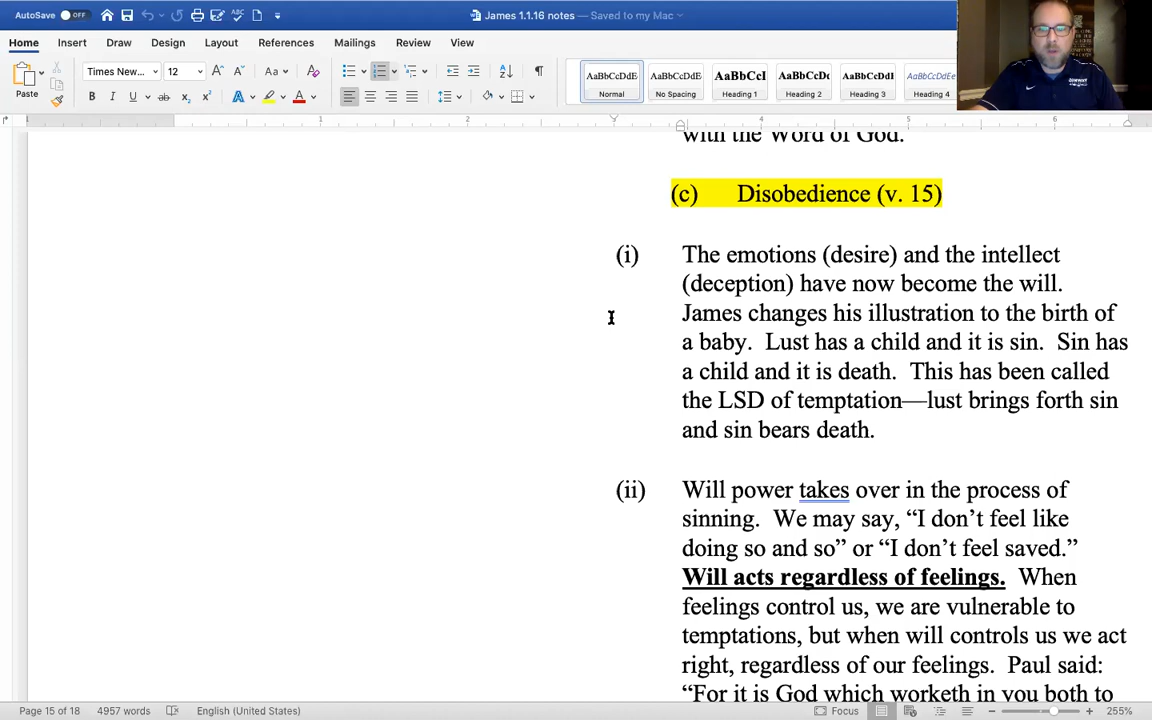 AutoSave OFF James 1.1.16 notes — Saved to my Mac
Home Insert Draw Design Layout References Mailings Review View
Paste Times New... 12 Aa
B I U ab x² A A
AaBbCcDdE AaBbCcDdE AaBbCcI AaBbCcDc AaBbCcDdI AaBbCcDdE
Normal No Spacing Heading 1 Heading 2 Heading 3 Heading 4
1 2 4 5 6
with the Word of God.
(c) Disobedience (v. 15)
(i) The emotions (desire) and the intellect
(deception) have now become the will.
James changes his illustration to the birth of
a baby. Lust has a child and it is sin. Sin has
a child and it is death. This has been called
the LSD of temptation—lust brings forth sin
and sin bears death.
(ii) Will power takes over in the process of
sinning. We may say, “I don’t feel like
doing so and so” or “I don’t feel saved.”
Will acts regardless of feelings. When
feelings control us, we are vulnerable to
temptations, but when will controls us we act
right, regardless of our feelings. Paul said:
“For it is God which worketh in you both to
Page 15 of 18 4957 words English (United States) Focus 255%